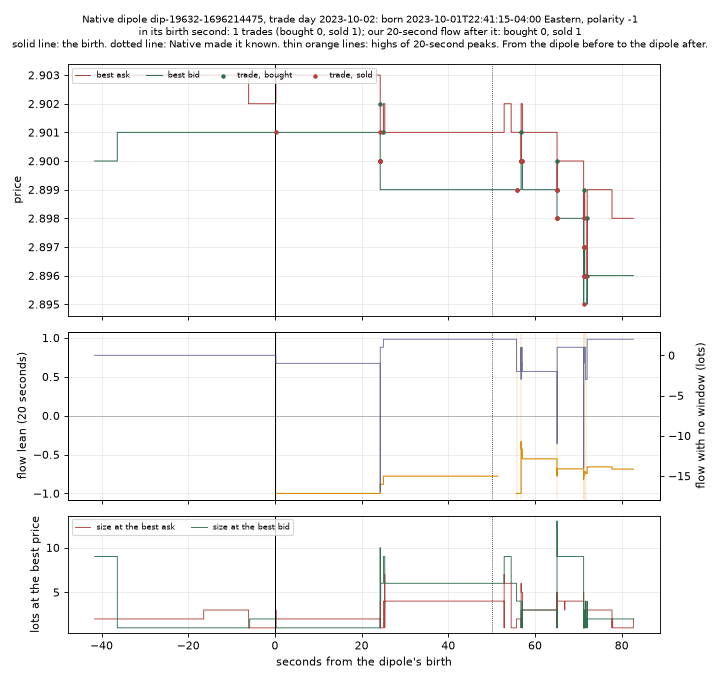 Native dipole dip-19632-1696214475, trade day 2023-10-02: born 2023-10-01T22:41:15-04:00 Eastern, polarity -1
in its birth second: 1 trades (bought 0, sold 1); our 20-second flow after it: bought 0, sold 1
solid line: the birth. dotted line: Native made it known. thin orange lines: highs of 20-second peaks. From the dipole before to the dipole after.
best ask
best bid
trade, bought
trade, sold
2.903
2.902
2.901
2.900
2.899
2.898
2.897
2.896
2.895
price
1.0
0.5
0.0
−0.5
−1.0
flow lean (20 seconds)
0
−5
−10
−15
flow with no window (lots)
size at the best ask
size at the best bid
10
5
lots at the best price
−40
−20
0
20
40
60
80
seconds from the dipole's birth